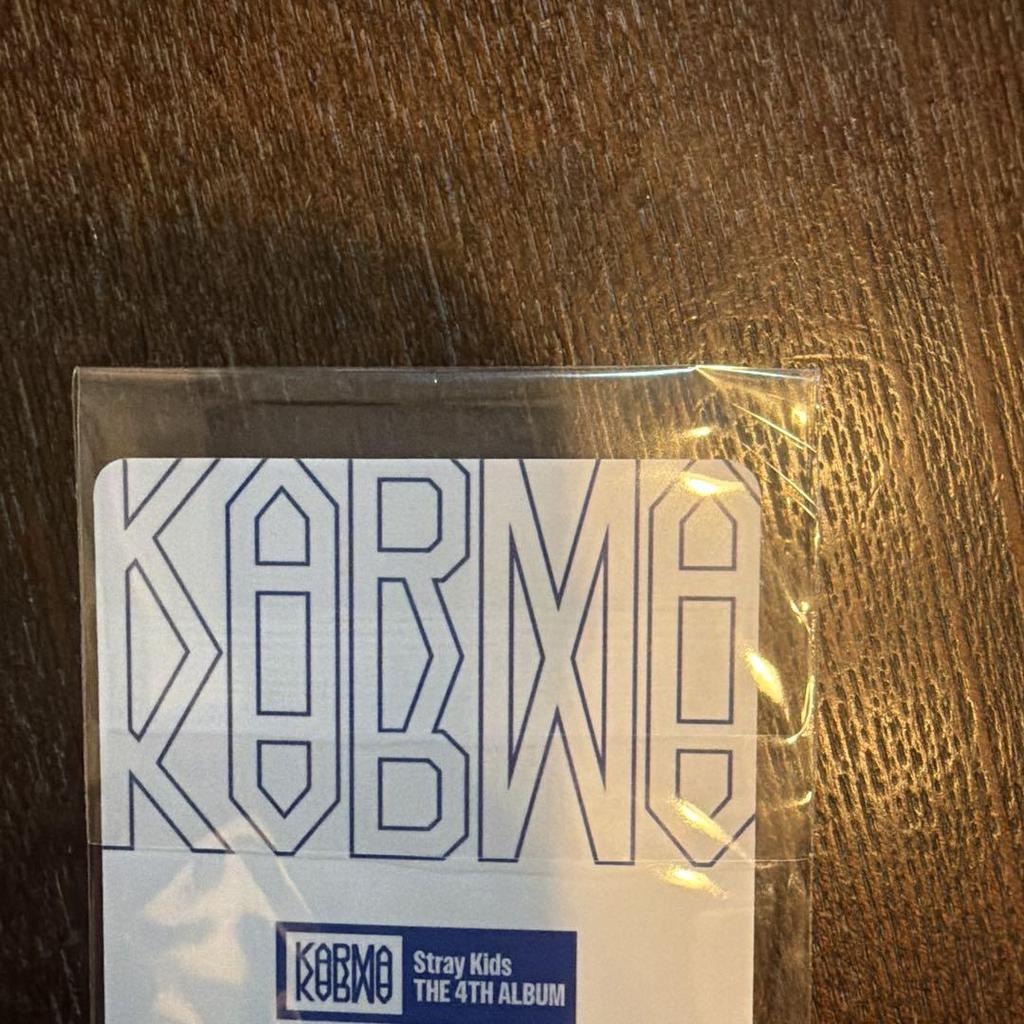 KARMA
KARMA
Stray Kids
THE 4TH ALBUM